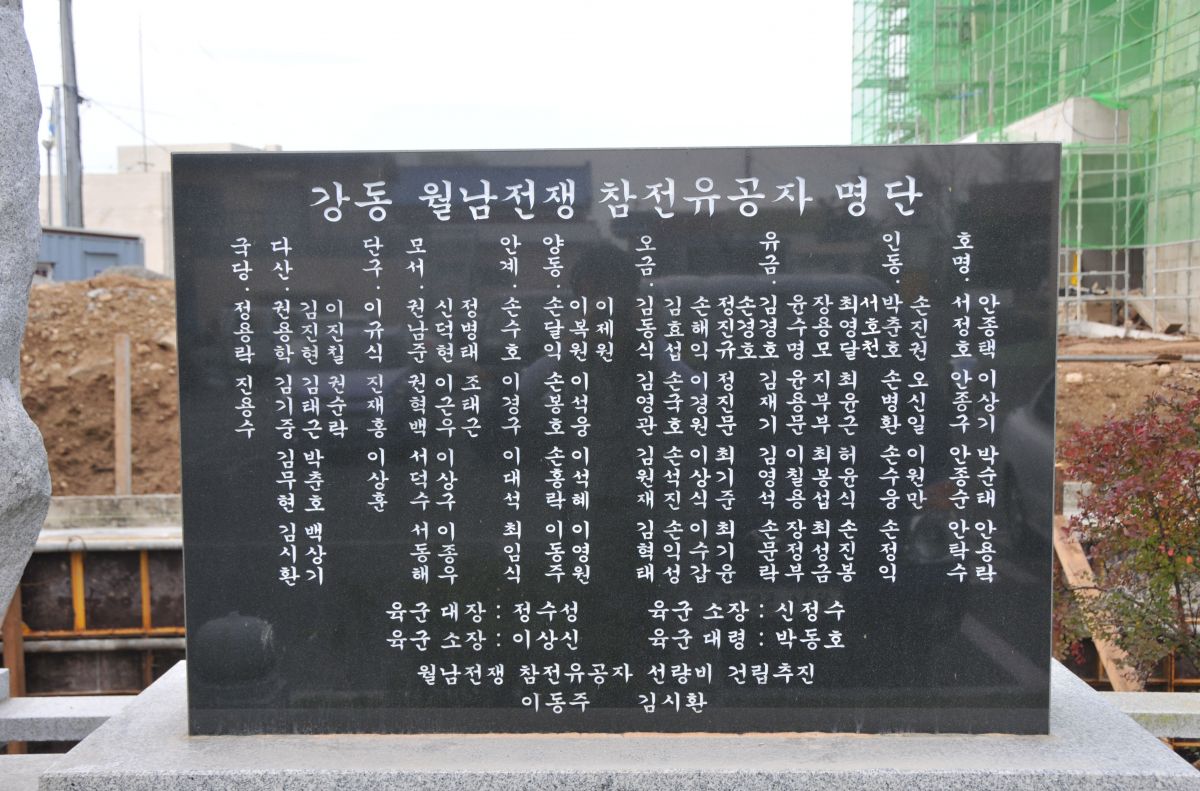 강동 월남전쟁 참전유공자 명단
국당. 정용락 진용수
다산. 권용학 김기중 김무현 김시환
김진현 김태근 박춘호 백상기
이진칠 권순락
단구. 이규식 진재홍 이상훈
모서. 권남준 권혁백 서덕수 서동해
신덕현 이근우 이상구 이종우
정병태 조태근
안계. 손수호 이경구 이대석 최임식
양동. 손달익 손봉호 손흥락 이동주
이복원 이석웅 이석혜 이영원
이제원
오금. 김동식 김영관 김원재 김혁태
김효섭 손국호 손석진 손익성
손해익 이경원 이상식 이수갑
정진규 정진문 최기준 최기윤
손경호
유금. 김경호 김재기 김영석 손문락
윤수명 윤용문 이칠용 장정부
장용모 지부부 최봉섭 최성금
최영달 최윤근 허윤식 손진봉
서호천
인동. 박춘호 손병환 손수웅 손정익
손진권 오신일 이원만
호명. 서정호 안종구 안종순 안탁수
안종택 이상기 박순태 안용락
육군 대장 : 정수성 육군 소장 : 신정수
육군 소장 : 이상신 육군 대령 : 박동호
월남전쟁 참전유공자 선량비 건립추진
이동주 김시환